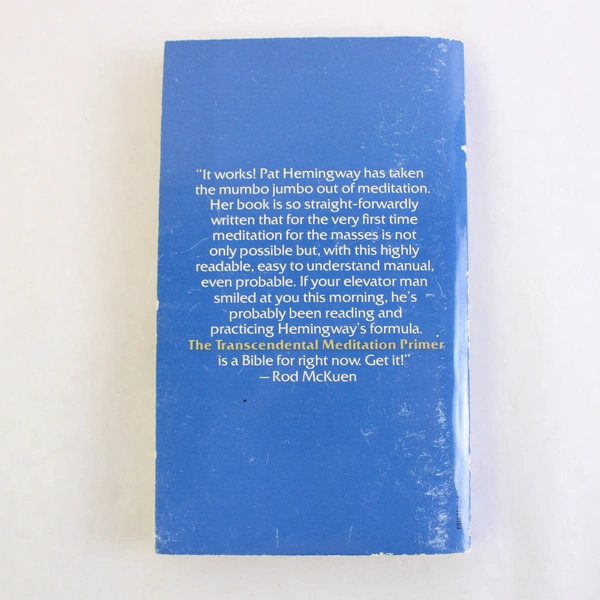 “It works! Pat Hemingway has taken
the mumbo jumbo out of meditation.
Her book is so straight-forwardly
written that for the very first time
meditation for the masses is not
only possible but, with this highly
readable, easy to understand manual,
even probable. If your elevator man
smiled at you this morning, he's
probably been reading and
practicing Hemingway's formula.
The Transcendental Meditation Primer
is a Bible for right now. Get it!”
—Rod McKuen